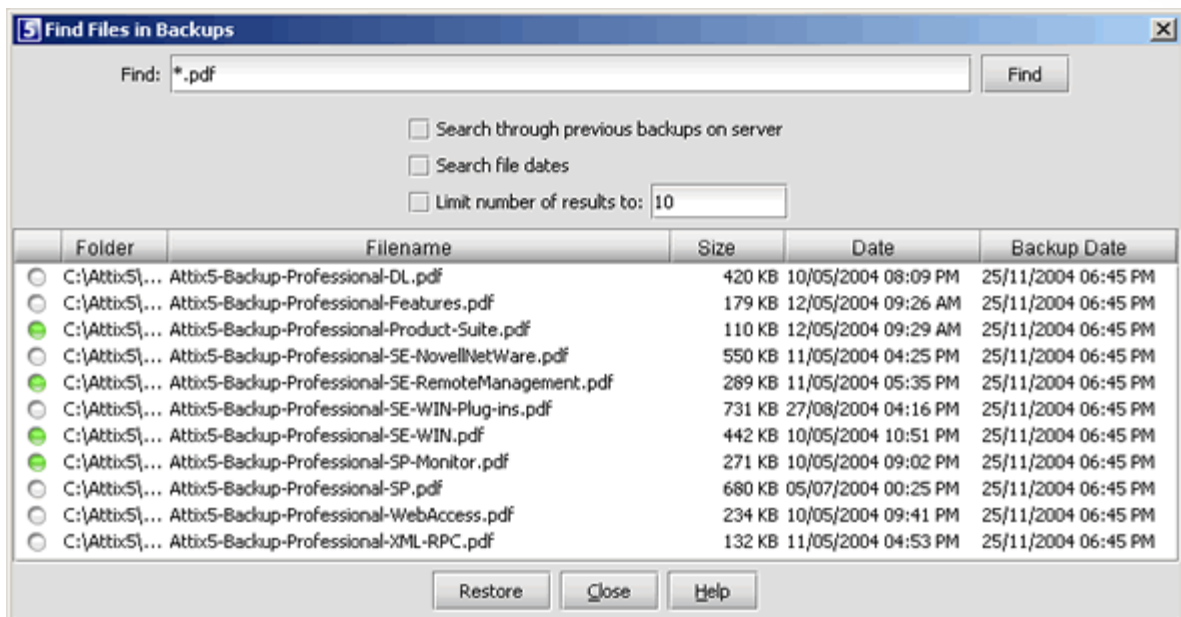 5 Find Files in Backups
Find: *.pdf Find
Search through previous backups on server
Search file dates
Limit number of results to: 10
Folder Filename Size Date Backup Date
C:\Attix5\... Attix5-Backup-Professional-DL.pdf 420 KB 10/05/2004 08:09 PM 25/11/2004 06:45 PM
C:\Attix5\... Attix5-Backup-Professional-Features.pdf 179 KB 12/05/2004 09:26 AM 25/11/2004 06:45 PM
C:\Attix5\... Attix5-Backup-Professional-Product-Suite.pdf 110 KB 12/05/2004 09:29 AM 25/11/2004 06:45 PM
C:\Attix5\... Attix5-Backup-Professional-SE-NovellNetWare.pdf 550 KB 11/05/2004 04:25 PM 25/11/2004 06:45 PM
C:\Attix5\... Attix5-Backup-Professional-SE-RemoteManagement.pdf 289 KB 11/05/2004 05:35 PM 25/11/2004 06:45 PM
C:\Attix5\... Attix5-Backup-Professional-SE-WIN-Plug-ins.pdf 731 KB 27/08/2004 04:16 PM 25/11/2004 06:45 PM
C:\Attix5\... Attix5-Backup-Professional-SE-WIN.pdf 442 KB 10/05/2004 10:51 PM 25/11/2004 06:45 PM
C:\Attix5\... Attix5-Backup-Professional-SP-Monitor.pdf 271 KB 10/05/2004 09:02 PM 25/11/2004 06:45 PM
C:\Attix5\... Attix5-Backup-Professional-SP.pdf 680 KB 05/07/2004 00:25 PM 25/11/2004 06:45 PM
C:\Attix5\... Attix5-Backup-Professional-WebAccess.pdf 234 KB 10/05/2004 09:41 PM 25/11/2004 06:45 PM
C:\Attix5\... Attix5-Backup-Professional-XML-RPC.pdf 132 KB 11/05/2004 04:53 PM 25/11/2004 06:45 PM
Restore Close Help